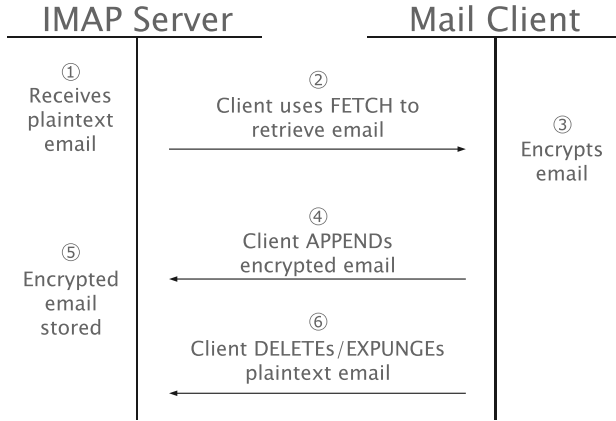 IMAP Server
Mail Client
①
Receives
plaintext
email
②
Client uses FETCH to
retrieve email
③
Encrypts
email
④
Client APPENDs
encrypted email
⑤
Encrypted
email
stored
⑥
Client DELETEs/EXPUNGEs
plaintext email